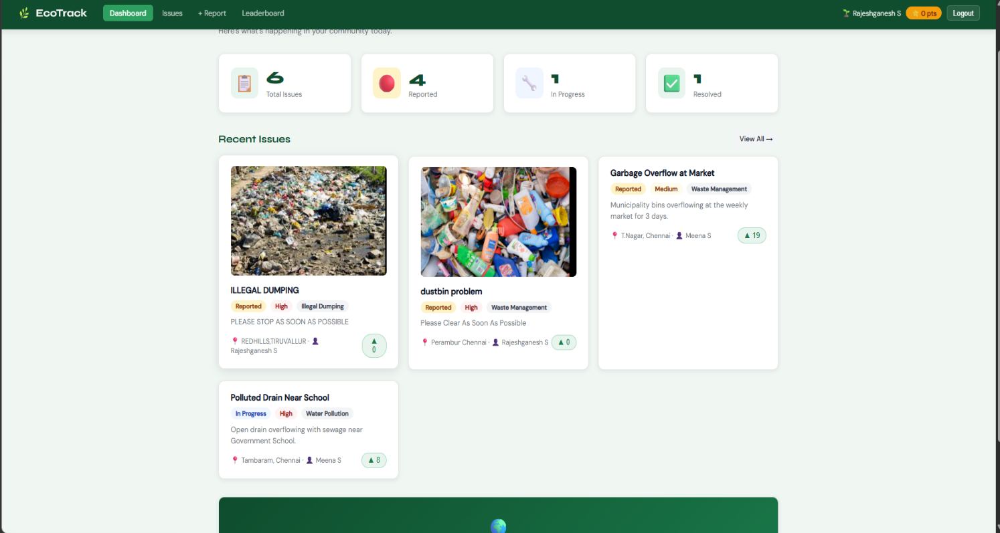 EcoTrack
Dashboard
Issues
+ Report
Leaderboard
Rajeshganesh S
0 pts
Logout
Here's what's happening in your community today.
6
Total Issues
4
Reported
1
In Progress
1
Resolved
Recent Issues
View All →
ILLEGAL DUMPING
Reported High Illegal Dumping
PLEASE STOP AS SOON AS POSSIBLE
REDHILLS,TIRUVALLUR ·
Rajeshganesh S
▲
0
dustbin problem
Reported High Waste Management
Please Clear As Soon As Possible
Perambur Chennai · Rajeshganesh S ▲ 0
Garbage Overflow at Market
Reported Medium Waste Management
Municipality bins overflowing at the weekly
market for 3 days.
T.Nagar, Chennai · Meena S ▲ 19
Polluted Drain Near School
In Progress High Water Pollution
Open drain overflowing with sewage near
Government School.
Tambaram, Chennai · Meena S ▲ 8